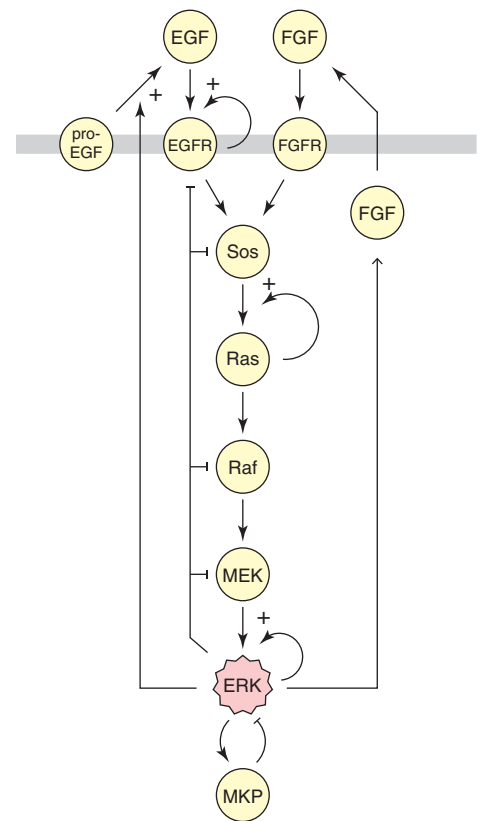 EGF
FGF
+
+
pro-
EGF
EGFR
FGFR
FGF
Sos
+
Ras
Raf
MEK
+
ERK
MKP